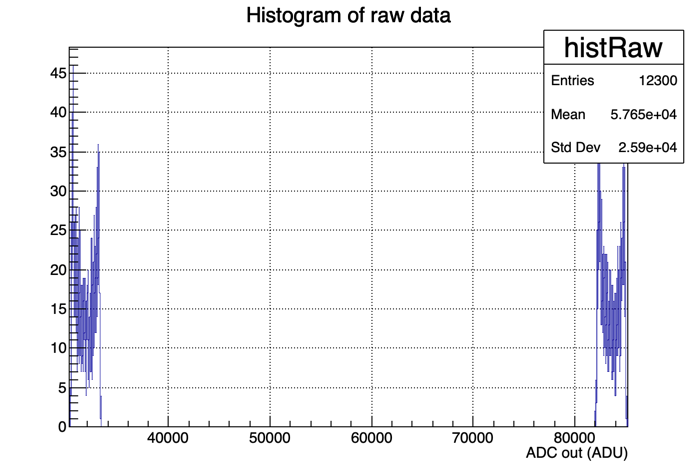 Histogram of raw data
histRaw
Entries 12300
Mean 5.765e+04
Std Dev 2.59e+04
45
40
35
30
25
20
15
10
5
0
40000 50000 60000 70000 80000
ADC out (ADU)